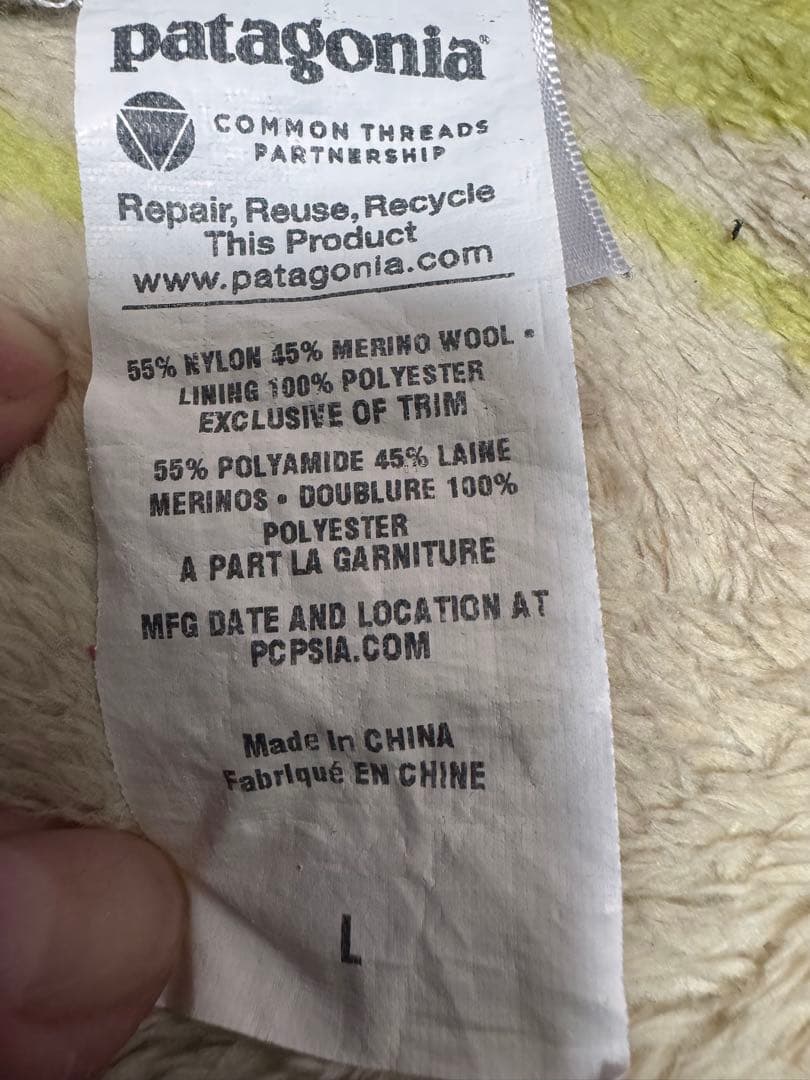 patagonia®
COMMON THREADS
PARTNERSHIP
Repair, Reuse, Recycle
This Product
www.patagonia.com
55% NYLON 45% MERINO WOOL •
LINING 100% POLYESTER
EXCLUSIVE OF TRIM
55% POLYAMIDE 45% LAINE
MERINOS • DOUBLURE 100%
POLYESTER
A PART LA GARNITURE
MFG DATE AND LOCATION AT
PCPSIA.COM
Made In CHINA
Fabriqué EN CHINE
L